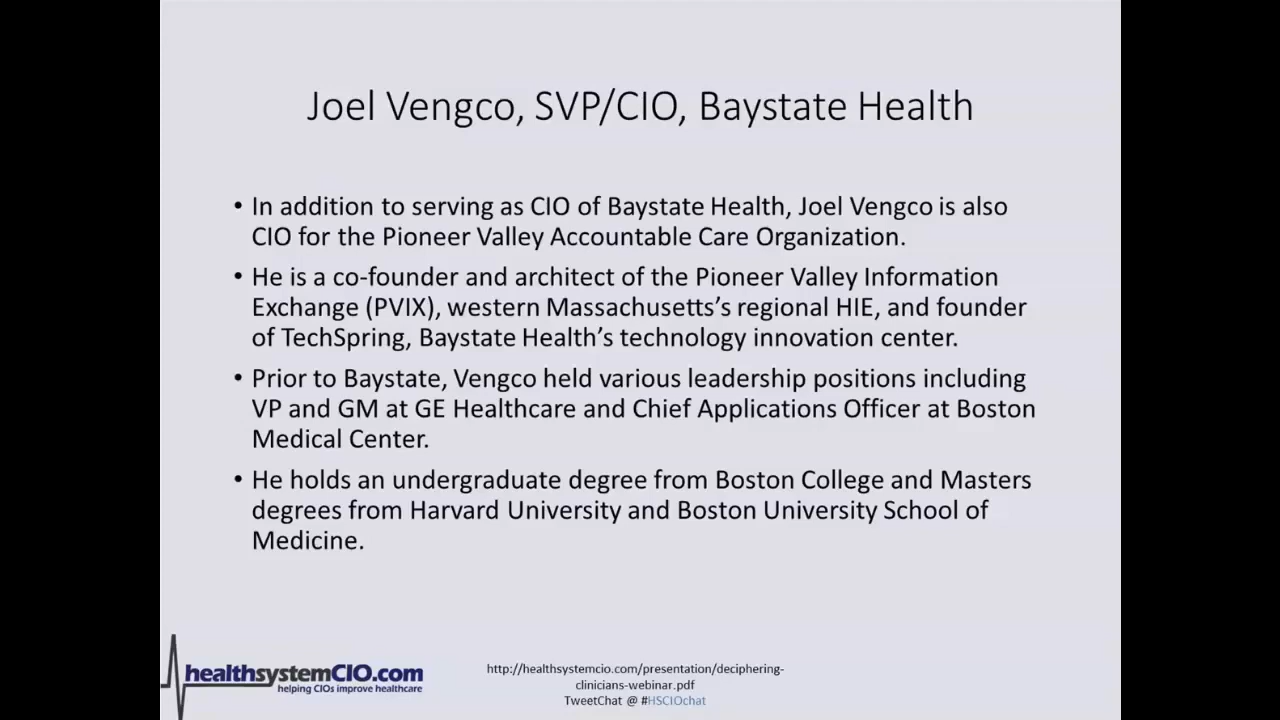 Joel Vengco, SVP/CIO, Baystate Health
• In addition to serving as CIO of Baystate Health, Joel Vengco is also
CIO for the Pioneer Valley Accountable Care Organization.
• He is a co-founder and architect of the Pioneer Valley Information
Exchange (PVIX), western Massachusetts’s regional HIE, and founder
of TechSpring, Baystate Health’s technology innovation center.
• Prior to Baystate, Vengco held various leadership positions including
VP and GM at GE Healthcare and Chief Applications Officer at Boston
Medical Center.
• He holds an undergraduate degree from Boston College and Masters
degrees from Harvard University and Boston University School of
Medicine.
healthsystemCIO.com
helping CIOs improve healthcare
http://healthsystemcio.com/presentation/deciphering-
clinicians-webinar.pdf
TweetChat @ #HSCIOchat